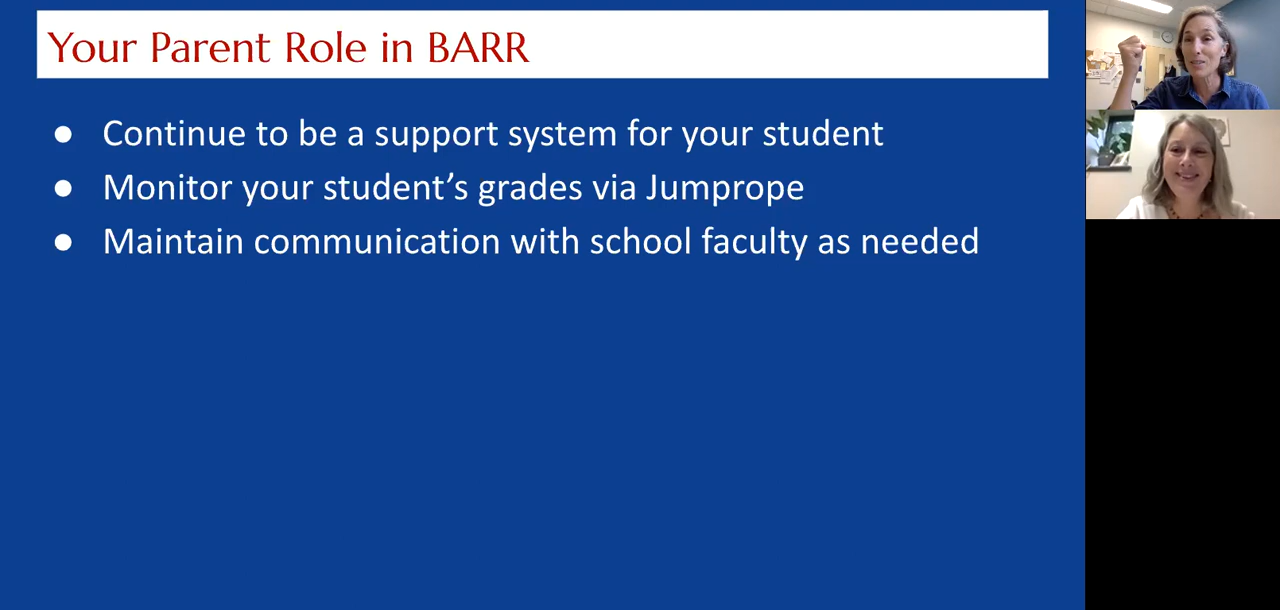 Your Parent Role in BARR
● Continue to be a support system for your student
● Monitor your student’s grades via Jumprope
● Maintain communication with school faculty as needed